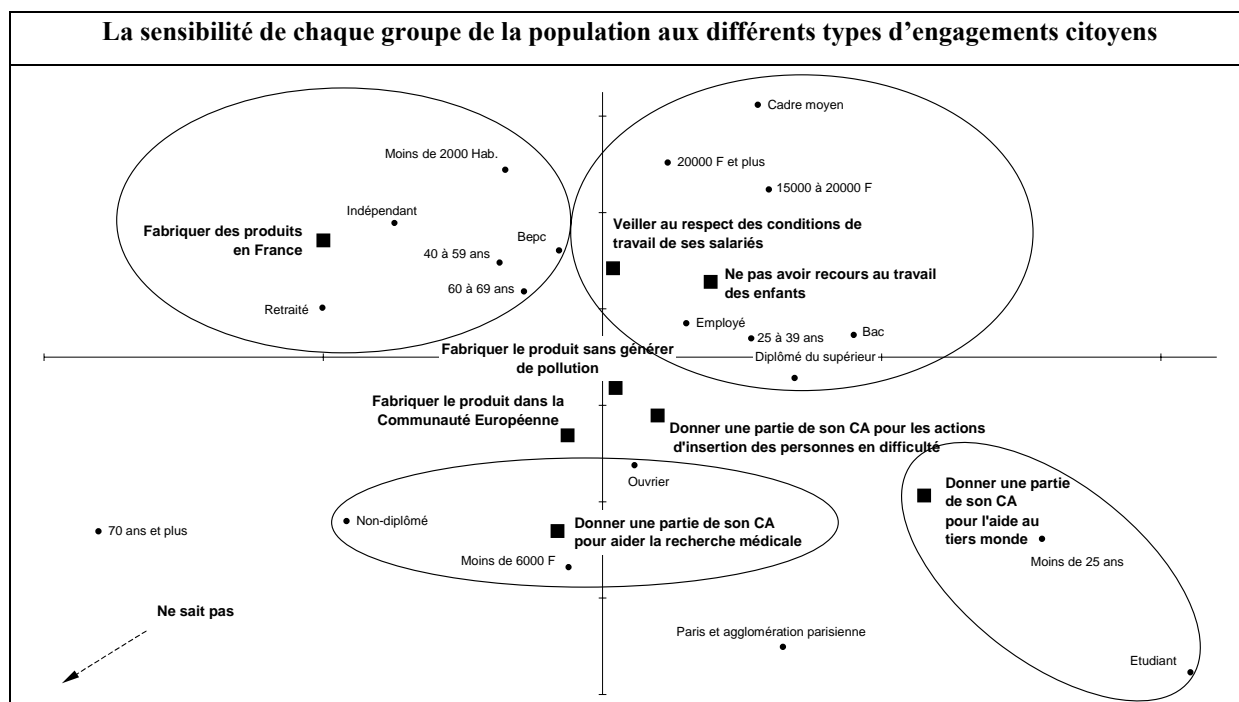 La sensibilité de chaque groupe de la population aux différents types d’engagements citoyens
Cadre moyen
Moins de 2000 Hab.
20000 F et plus
15000 à 20000 F
Indépendant
Fabriquer des produits
en France
Bepc
40 à 59 ans
60 à 69 ans
Retraité
Veiller au respect des conditions de
travail de ses salariés
Ne pas avoir recours au travail
des enfants
Employé
25 à 39 ans
Bac
Diplômé du supérieur
Fabriquer le produit sans générer
de pollution
Fabriquer le produit dans la
Communauté Européenne
Donner une partie de son CA pour les actions
d'insertion des personnes en difficulté
Ouvrier
Donner une partie
de son CA
pour l'aide au
tiers monde
Moins de 25 ans
70 ans et plus
Non-diplômé
Donner une partie de son CA
pour aider la recherche médicale
Moins de 6000 F
Ne sait pas
Paris et agglomération parisienne
Etudiant